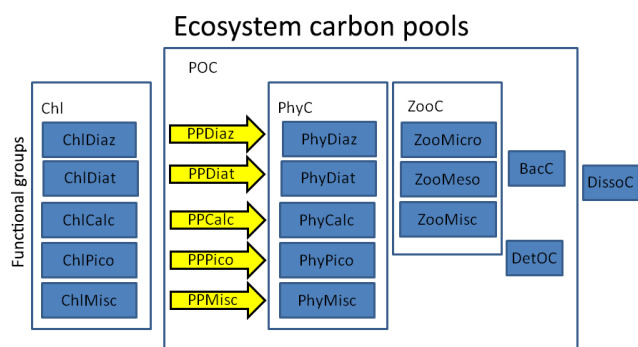 Ecosystem carbon pools
POC
Functional groups
Chl
ChlDiaz
ChlDiat
ChlCalc
ChlPico
ChlMisc
PPDiaz
PPDiat
PPCalc
PPPico
PPMisc
PhyC
PhyDiaz
PhyDiat
PhyCalc
PhyPico
PhyMisc
ZooC
ZooMicro
ZooMeso
ZooMisc
BacC
DetOC
DissoC